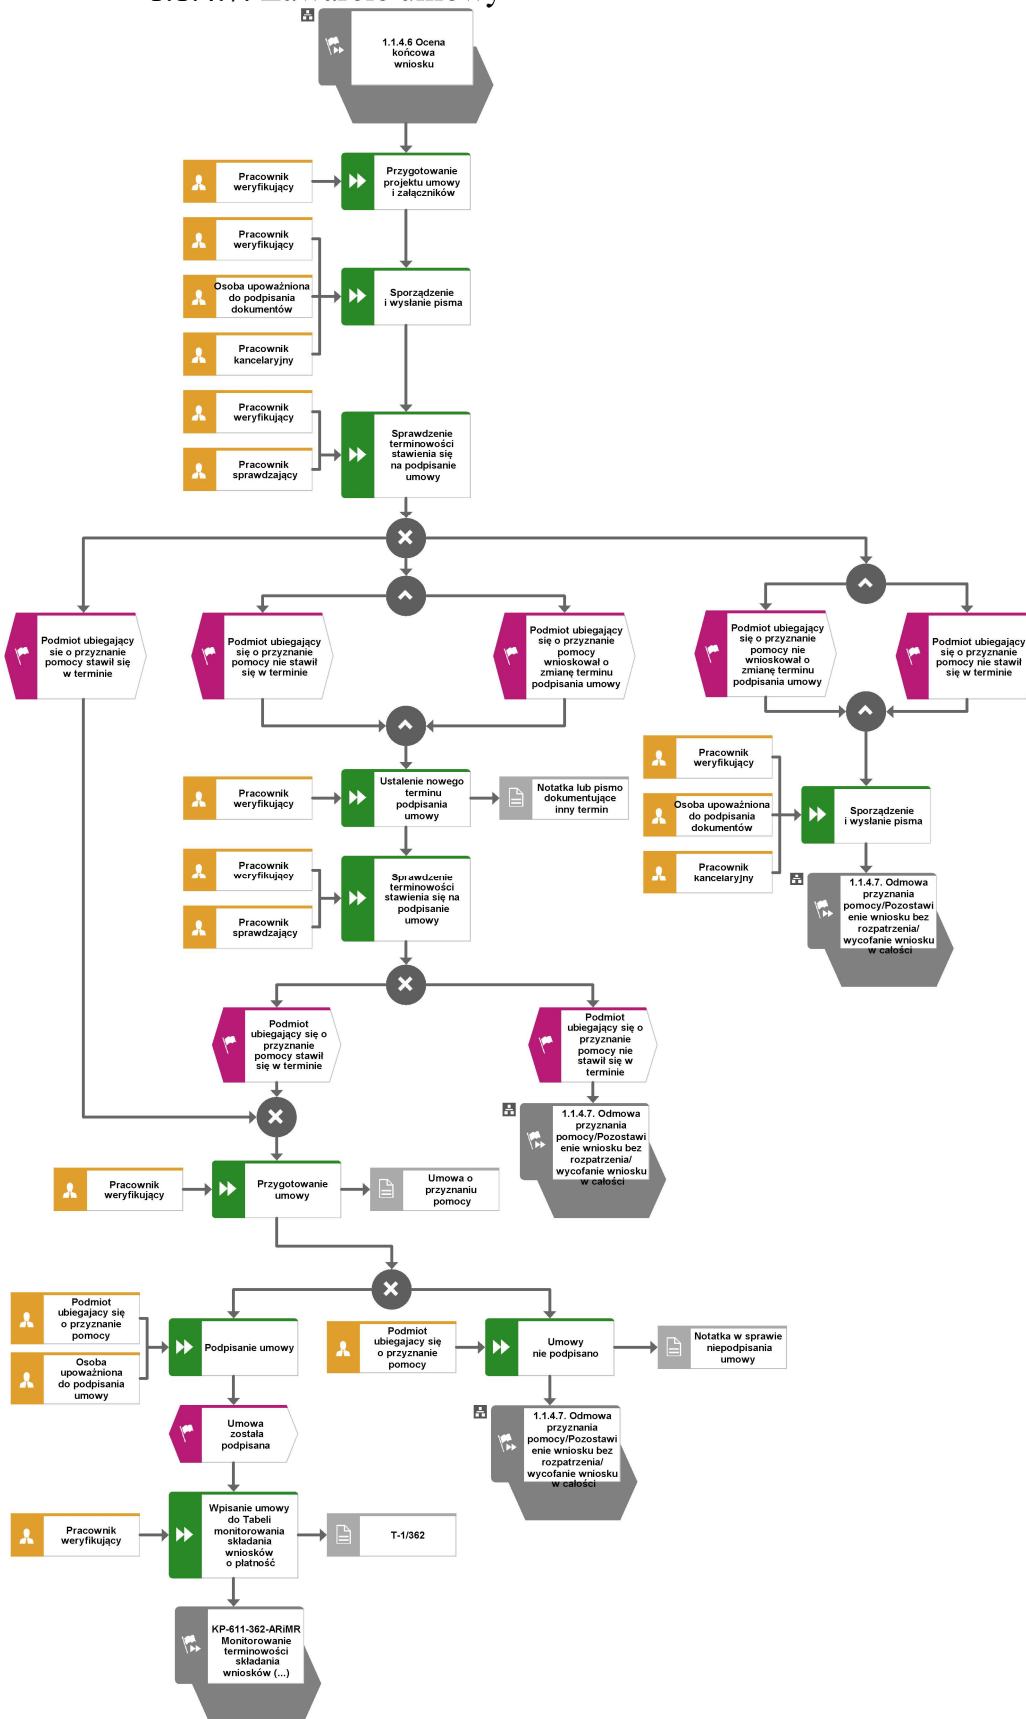 1.1.4.6 Ocena
końcowa
wniosku
Pracownik
weryfikujący
Przygotowanie
projektu umowy
i załączników
Pracownik
weryfikujący
Osoba upoważniona
do podpisania
dokumentów
Sporządzenie
i wysłanie pisma
Pracownik
kancelaryjny
Pracownik
weryfikujący
Pracownik
sprawdzający
Sprawdzenie
terminowości
stawienia się
na podpisanie
umowy
Podmiot ubiegający
sie o przyznanie
pomocy stawił się
w terminie
Podmiot ubiegający
się o przyznanie
pomocy nie stawił
się w terminie
Podmiot ubiegający
się o przyznanie
pomocy
wnioskował o
zmianę terminu
podpisania umowy
Podmiot ubiegający
się o przyznanie
pomocy nie
wnioskował o
zmianę terminu
podpisania umowy
Podmiot ubiegający
się o przyznanie
pomocy nie stawił
się w terminie
Pracownik
weryfikujący
Ustalenie nowego
terminu
podpisania
umowy
Notatka lub pismo
dokumentujące
inny termin
Pracownik
weryfikujący
Osoba upoważniona
do podpisania
dokumentów
Pracownik
kancelaryjny
Sporządzenie
i wysłanie pisma
1.1.4.7. Odmowa
przyznania
pomocy/Pozostawi
enie wniosku bez
rozpatrzenia/
wycofanie wniosku
w całości
Pracownik
weryfikujący
Pracownik
sprawdzający
Sprawdzenie
terminowości
stawienia się na
podpisanie
umowy
Podmiot
ubiegający się o
przyznanie
pomocy stawił
się w terminie
Podmiot
ubiegający się o
przyznanie
pomocy nie
stawił się w
terminie
1.1.4.7. Odmowa
przyznania
pomocy/Pozostawi
enie wniosku bez
rozpatrzenia/
wycofanie wniosku
w całości
Pracownik
weryfikujący
Przygotowanie
umowy
Umowa o
przyznaniu
pomocy
Podmiot
ubiegajacy się
o przyznanie
pomocy
Osoba
upoważniona
do podpisania
umowy
Podpisanie umowy
Podmiot
ubiegajacy się
o przyznanie
pomocy
Umowy
nie podpisano
Notatka w sprawie
niepodpisania
umowy
Umowa
została
podpisana
1.1.4.7. Odmowa
przyznania
pomocy/Pozostawi
enie wniosku bez
rozpatrzenia/
wycofanie wniosku
w całości
Pracownik
weryfikujący
Wpisanie umowy
do Tabeli
monitorowania
składania
wniosków
o płatność
T-1/362
KP-611-362-ARiMR
Monitorowanie
terminowości
składania
wniosków (...)